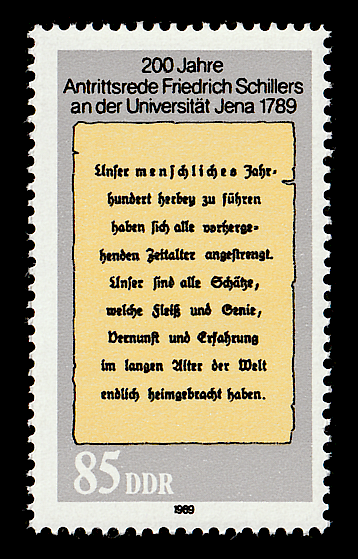 200 Jahre
Antrittsrede Friedrich Schillers
an der Universität Jena 1789
Unser menschliches Jahr-
hundert herbey zu führen
haben sich alle vorherge-
henden Zeitalter angestrengt.
Unser sind alle Schätze,
welche Fleiß und Genie,
Vernunft und Erfahrung
im langen Alter der Welt
endlich heimgebracht haben.
85 DDR
1989